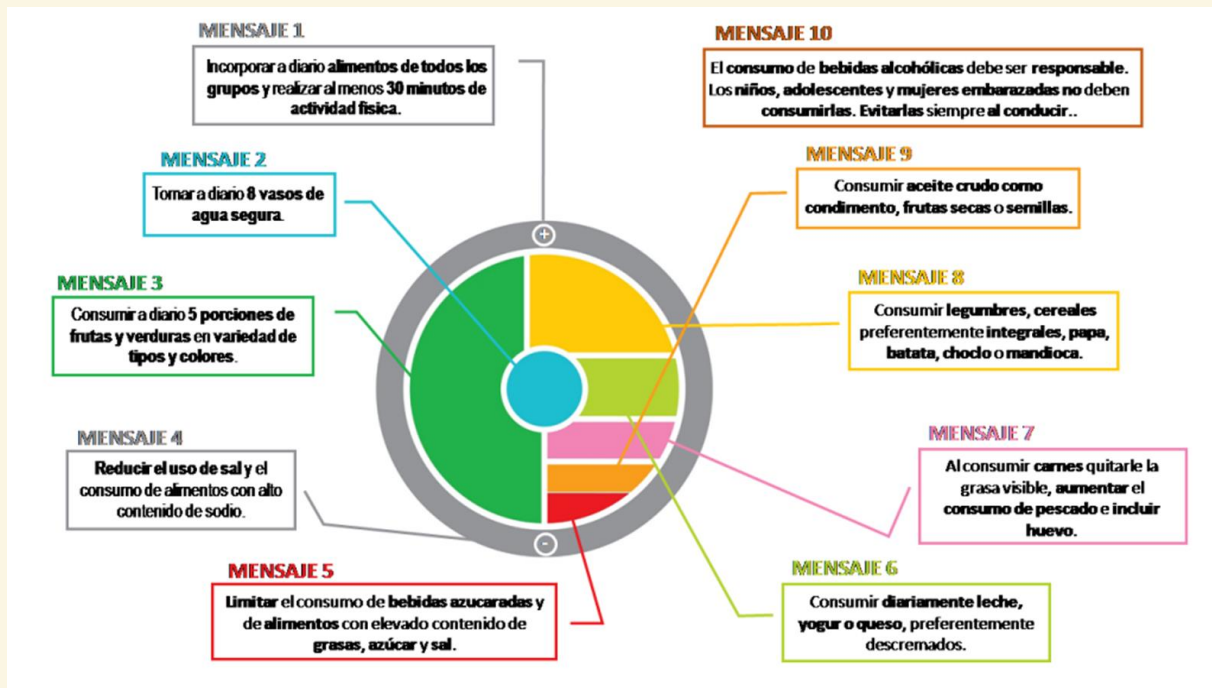 MENSAJE 1
Incorporar a diario alimentos de todos los
grupos y realizar al menos 30 minutos de
actividad física.
MENSAJE 2
Tomar a diario 8 vasos de
agua segura.
MENSAJE 3
Consumir a diario 5 porciones de
frutas y verduras en variedad de
tipos y colores.
MENSAJE 4
Reducir el uso de sal y el
consumo de alimentos con alto
contenido de sodio.
MENSAJE 5
Limitar el consumo de bebidas azucaradas y
de alimentos con elevado contenido de
grasas, azúcar y sal.
MENSAJE 6
Consumir diariamente leche,
yogur o queso, preferentemente
descremados.
MENSAJE 7
Al consumir carnes quitarle la
grasa visible, aumentar el
consumo de pescado e incluir
huevo.
MENSAJE 8
Consumir legumbres, cereales
preferentemente integrales, papa,
batata, choclo o mandioca.
MENSAJE 9
Consumir aceite crudo como
condimento, frutas secas o semillas.
MENSAJE 10
El consumo de bebidas alcohólicas debe ser responsable.
Los niños, adolescentes y mujeres embarazadas no deben
consumirlas. Evitarlas siempre al conducir..
+
-